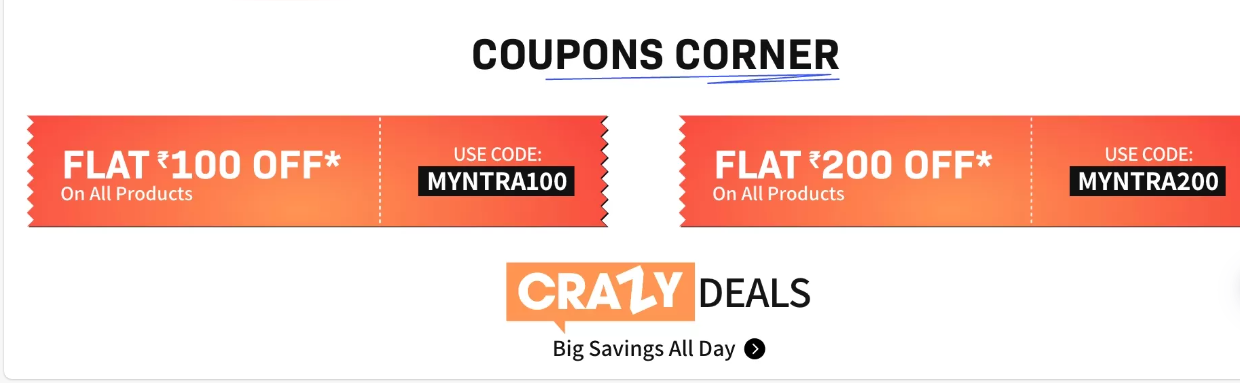 COUPONS CORNER
FLAT ₹100 OFF*
On All Products
USE CODE:
MYNTRA100
FLAT ₹200 OFF*
On All Products
USE CODE:
MYNTRA200
CRAZY DEALS
Big Savings All Day